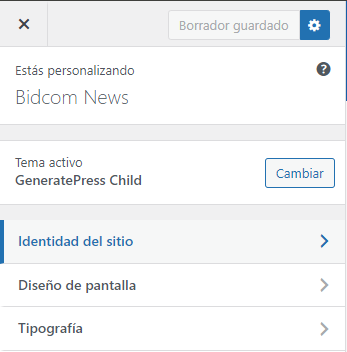 Borrador guardado
Estás personalizando
Bidcom News
Tema activo
GeneratePress Child
Cambiar
Identidad del sitio
Diseño de pantalla
Tipografía